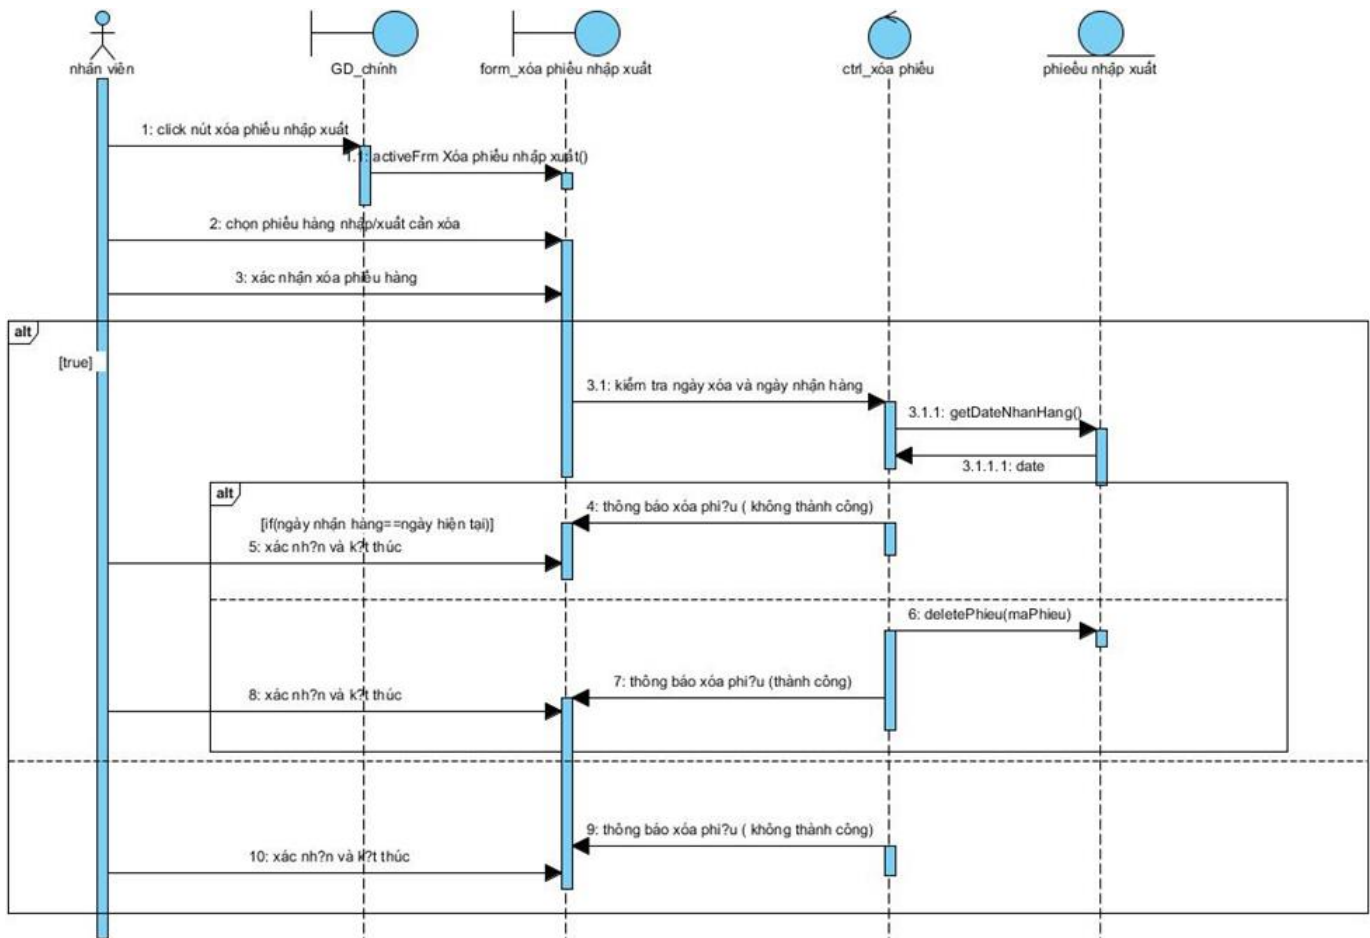 nhân viên
GD_chính
form_xóa phiếu nhập xuất
ctrl_xóa phiếu
phieếu nhập xuất
1: click nút xóa phiếu nhập xuất
1.1: activeFrm Xóa phiếu nhập xuất()
2: chọn phiếu hàng nhập/xuất cần xóa
3: xác nhận xóa phiếu hàng
alt
[true]
3.1: kiểm tra ngày xóa và ngày nhận hàng
3.1.1: getDateNhanHang()
3.1.1.1: date
alt
4: thông báo xóa phi?u ( không thành công)
[if(ngày nhận hàng==ngày hiện tại)]
5: xác nh?n và k?t thúc
6: deletePhieu(maPhieu)
7: thông báo xóa phi?u (thành công)
8: xác nh?n và k?t thúc
9: thông báo xóa phi?u ( không thành công)
10: xác nh?n và k?t thúc